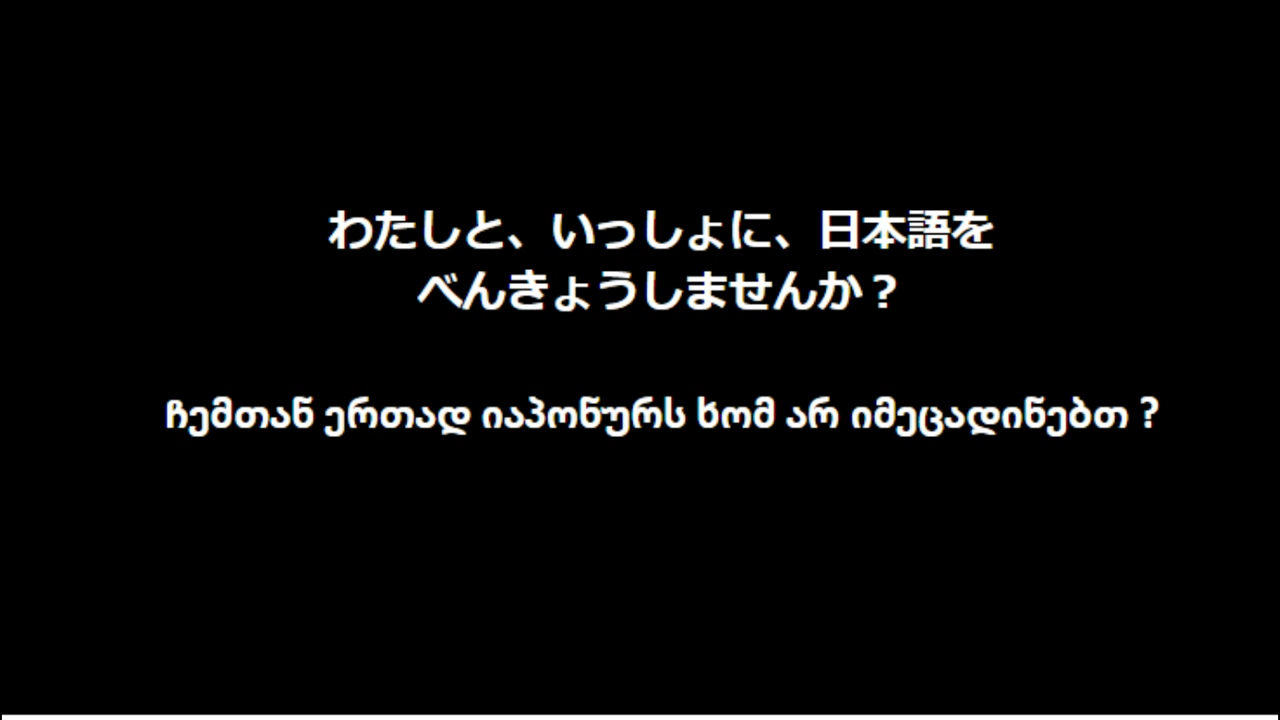 わたしと、いっしょに、日本語を
べんきょうしませんか？
ჩემთან ერთად იაპონურს ხომ არ იმეცადინებთ ?